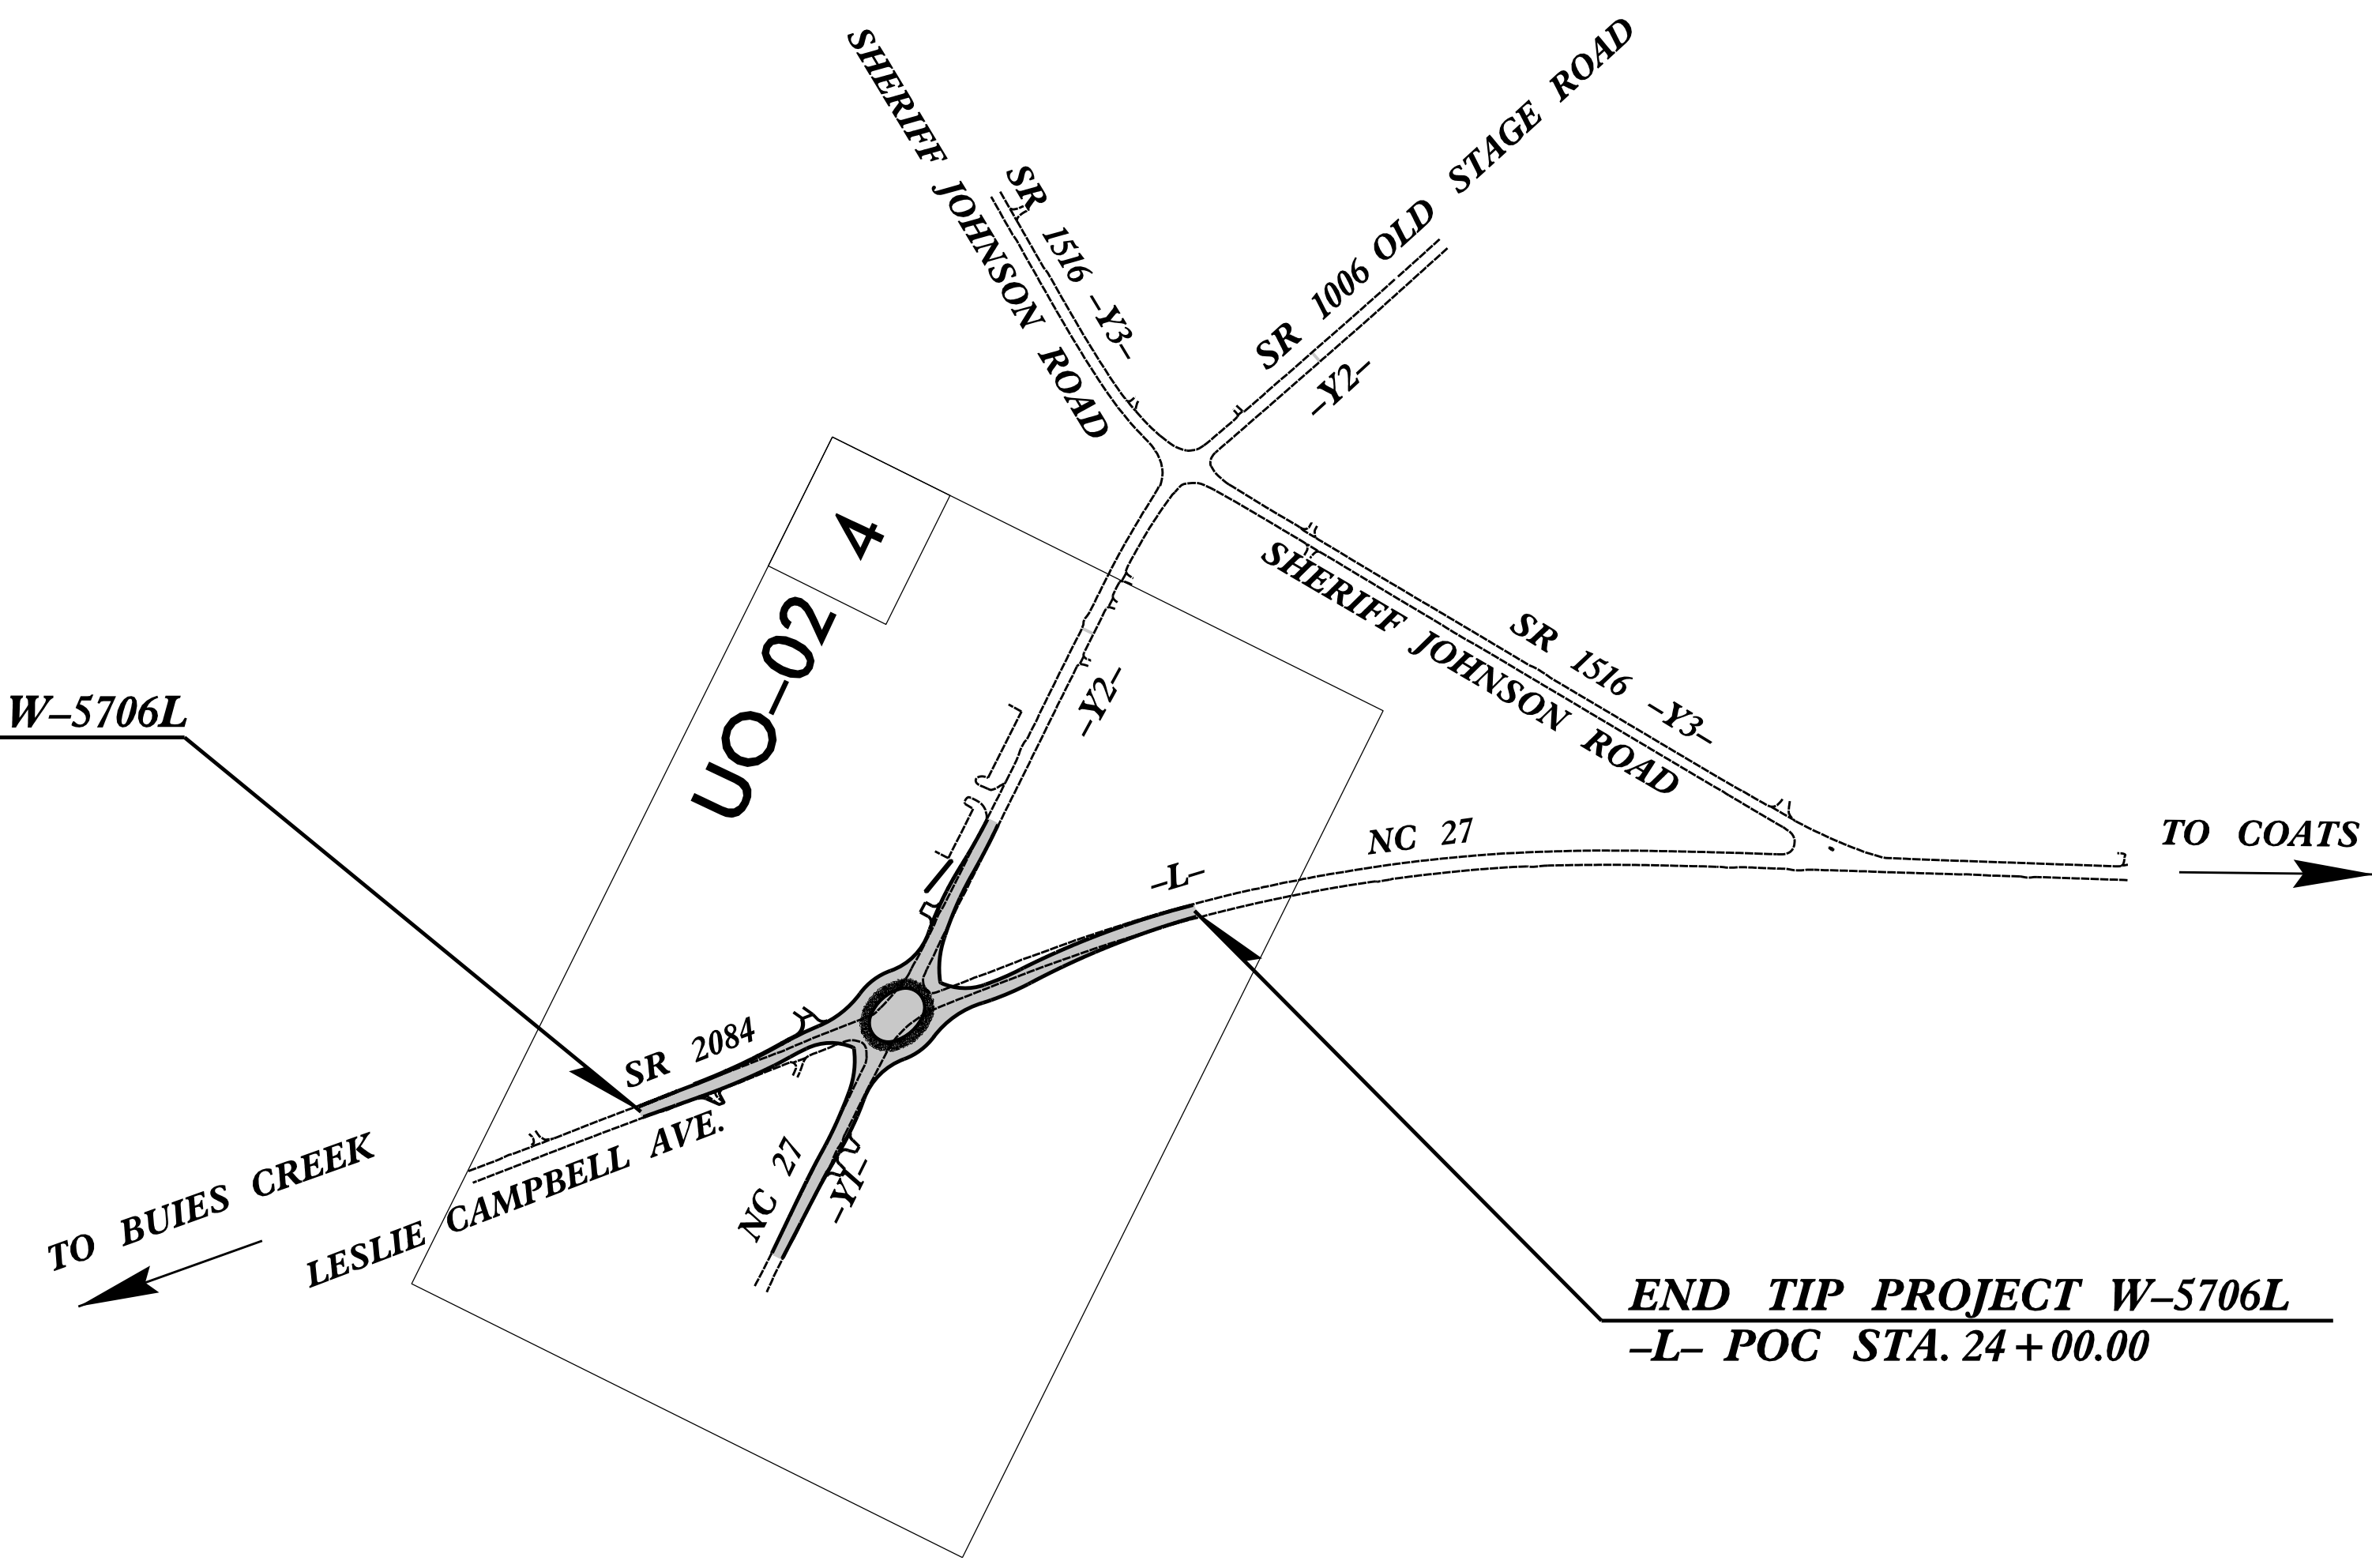 SHERIFF JOHNSON ROAD
SR 1516 –Y3–
SR 1006 OLD STAGE ROAD
–Y2–
4
UO–02
SHERIFF JOHNSON ROAD
SR 1516 –Y3–
–Y2–
W–5706L
NC 27
–L–
TO COATS
SR 2084
LESLIE CAMPBELL AVE.
TO BUIES CREEK
NC 27
–Y1–
END TIP PROJECT W–5706L
–L– POC STA. 24+00.00